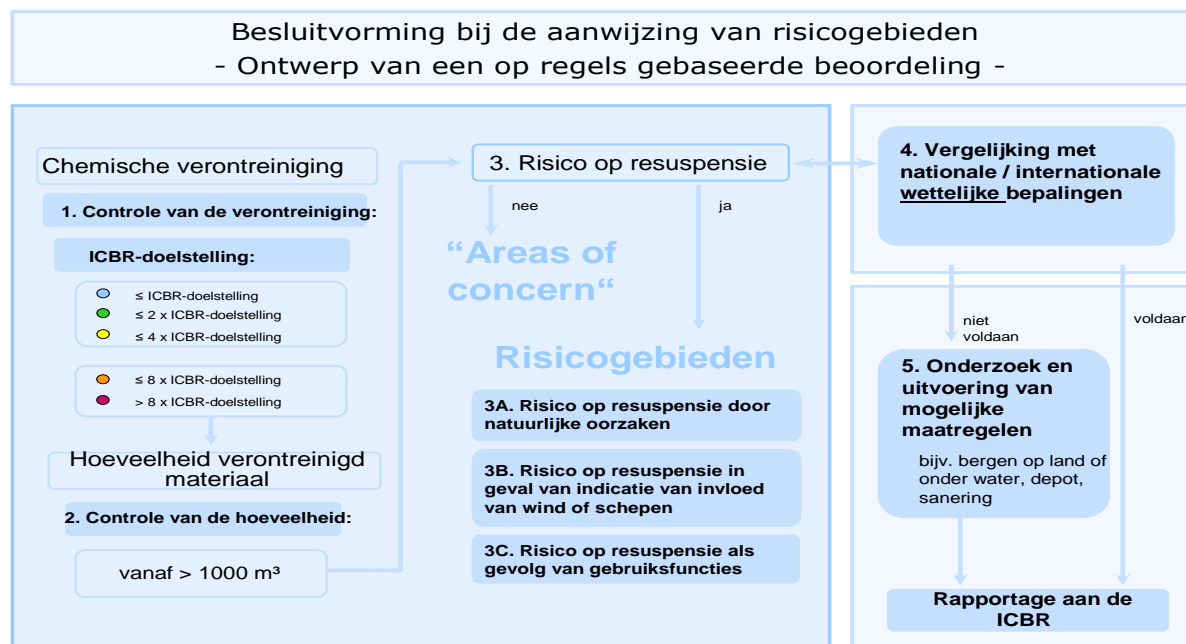 Besluitvorming bij de aanwijzing van risicogebieden
- Ontwerp van een op regels gebaseerde beoordeling -
Chemische verontreiniging
1. Controle van de verontreiniging:
ICBR-doelstelling:
≤ ICBR-doelstelling
≤ 2 x ICBR-doelstelling
≤ 4 x ICBR-doelstelling
≤ 8 x ICBR-doelstelling
> 8 x ICBR-doelstelling
Hoeveelheid verontreinigd
materiaal
2. Controle van de hoeveelheid:
vanaf > 1000 m³
3. Risico op resuspensie
nee
ja
“Areas of
concern“
Risicogebieden
3A. Risico op resuspensie door
natuurlijke oorzaken
3B. Risico op resuspensie in
geval van indicatie van invloed
van wind of schepen
3C. Risico op resuspensie als
gevolg van gebruiksfuncties
4. Vergelijking met
nationale / internationale
wettelijke bepalingen
niet
voldaan
voldaan
5. Onderzoek en
uitvoering van
mogelijke
maatregelen
bijv. bergen op land of
onder water, depot,
sanering
Rapportage aan de
ICBR